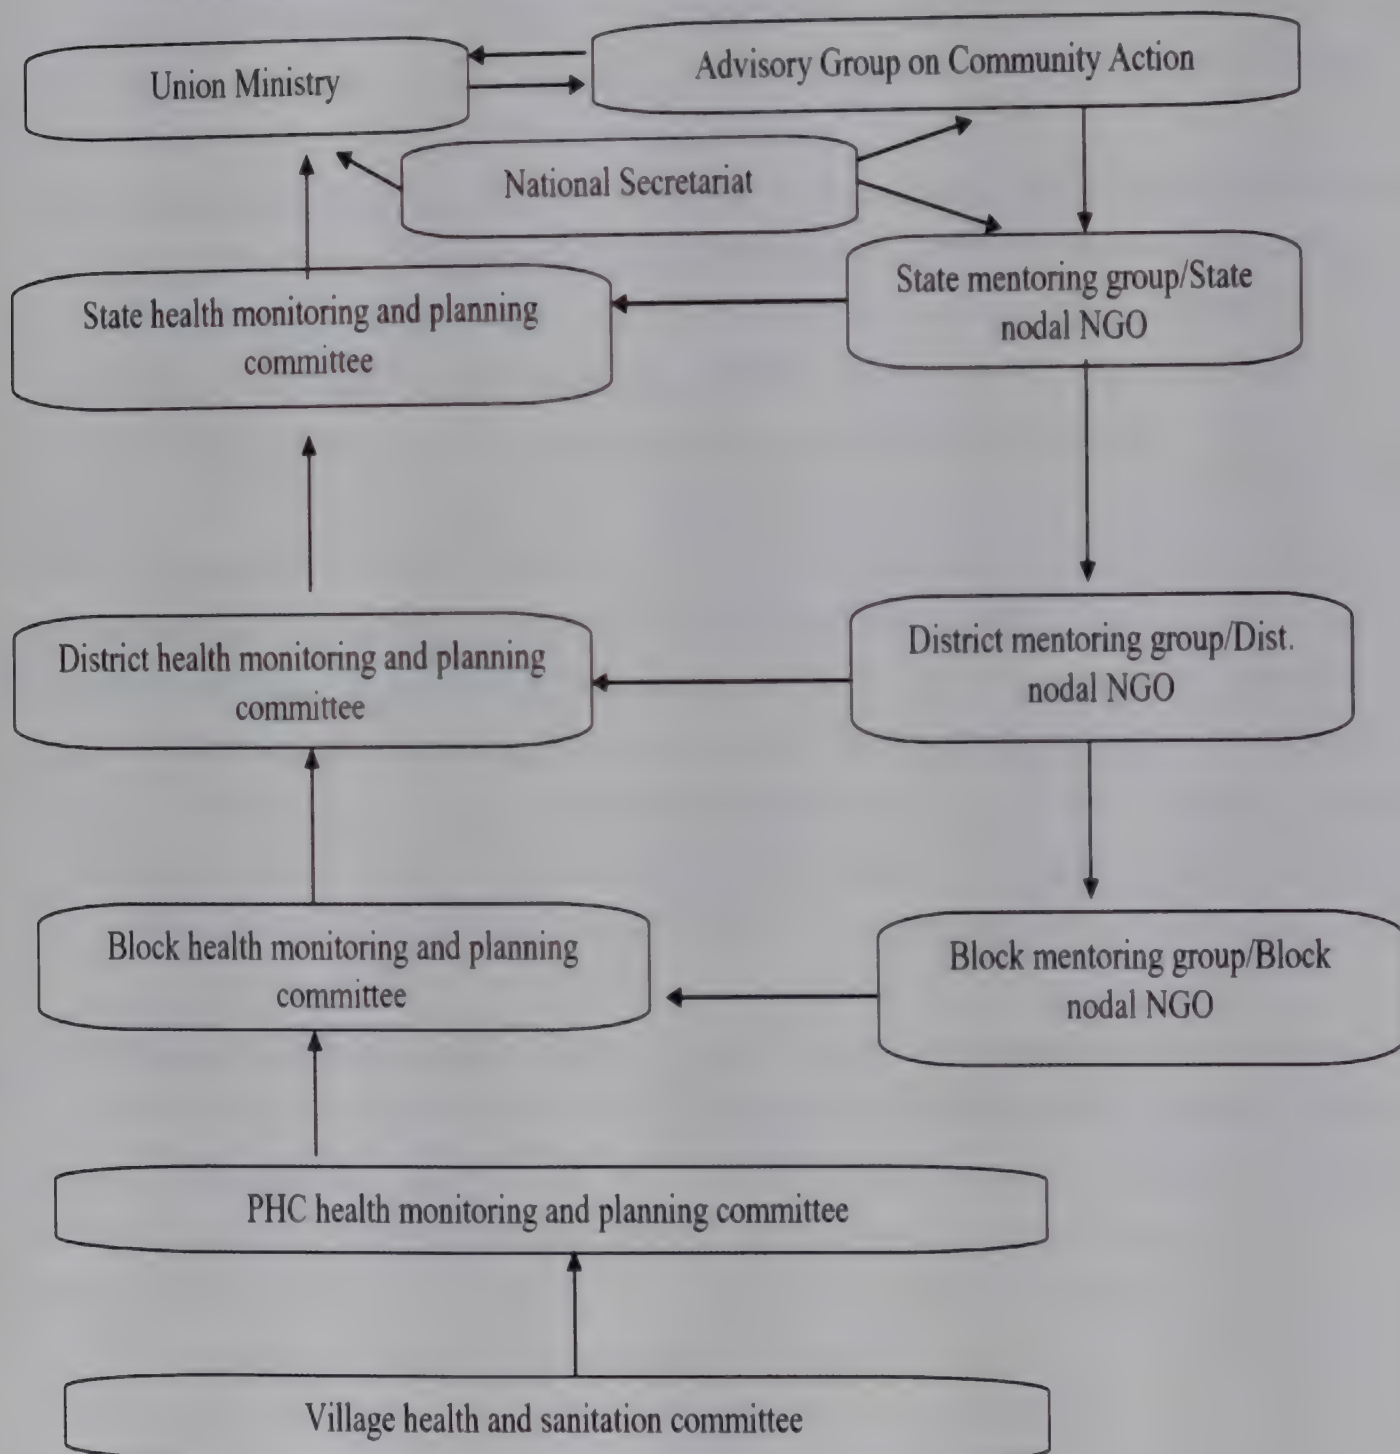 Union Ministry
Advisory Group on Community Action
National Secretariat
State health monitoring and planning
committee
State mentoring group/State
nodal NGO
District health monitoring and planning
committee
District mentoring group/Dist.
nodal NGO
Block health monitoring and planning
committee
Block mentoring group/Block
nodal NGO
PHC health monitoring and planning committee
Village health and sanitation committee